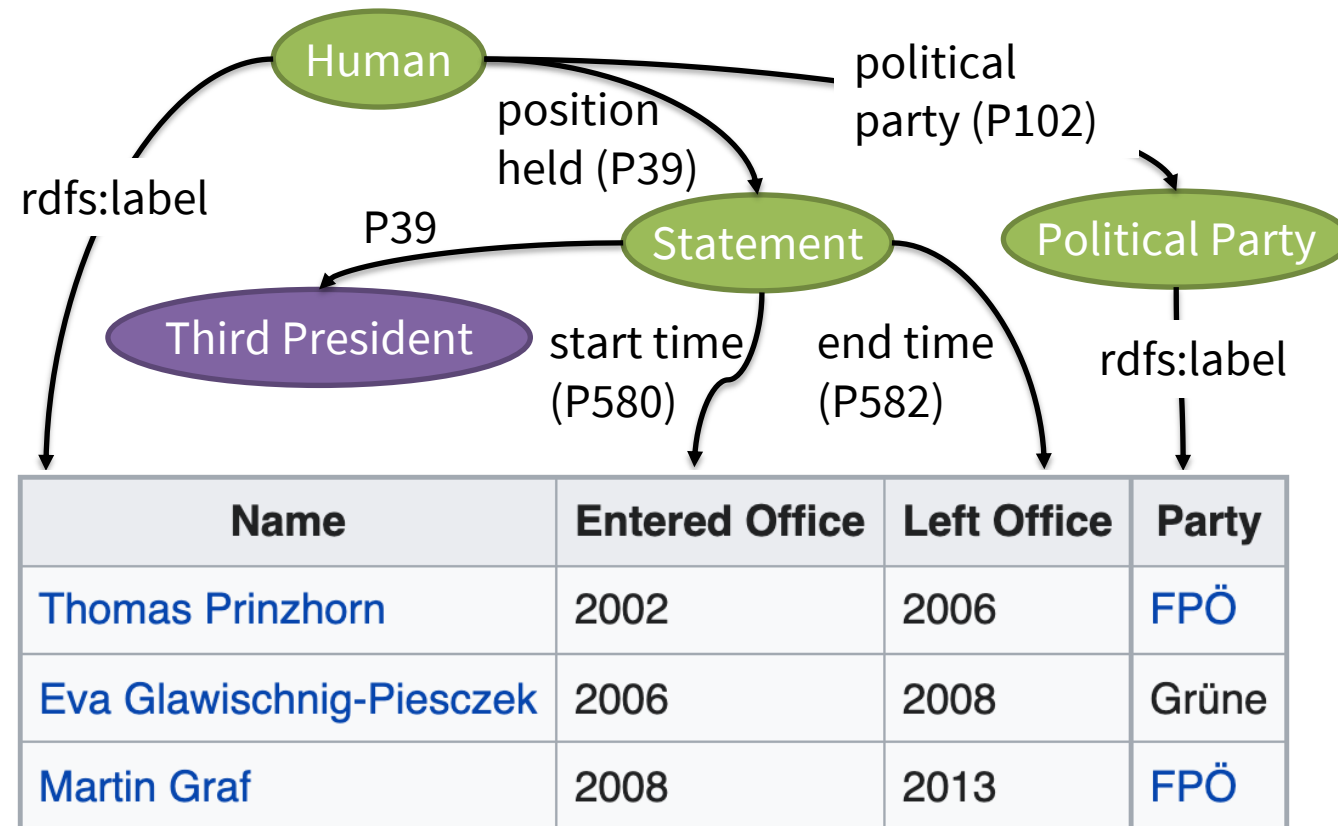 Human
political
party (P102)
position
held (P39)
rdfs:label
P39
Statement
Political Party
Third President
start time
(P580)
end time
(P582)
rdfs:label
Name Entered Office Left Office Party
Thomas Prinzhorn 2002 2006 FPÖ
Eva Glawischnig-Piesczek 2006 2008 Grüne
Martin Graf 2008 2013 FPÖ